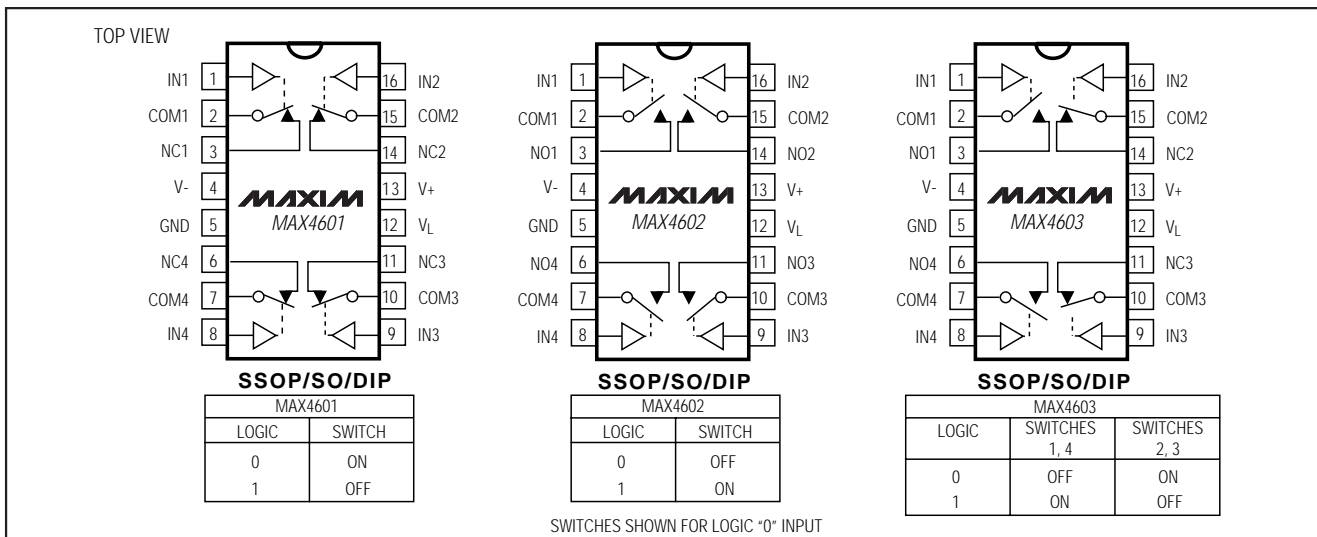 TOP VIEW
IN1 1 16 IN2
COM1 2 15 COM2
NC1 3 14 NC2
V- 4 13 V+
GND 5 12 VL
NC4 6 11 NC3
COM4 7 10 COM3
IN4 8 9 IN3
MAXIM
MAX4601
SSOP/SO/DIP
MAX4601
LOGIC SWITCH
0 ON
1 OFF
IN1 1 16 IN2
COM1 2 15 COM2
NO1 3 14 NO2
V- 4 13 V+
GND 5 12 VL
NO4 6 11 NO3
COM4 7 10 COM3
IN4 8 9 IN3
MAXIM
MAX4602
SSOP/SO/DIP
MAX4602
LOGIC SWITCH
0 OFF
1 ON
IN1 1 16 IN2
COM1 2 15 COM2
NO1 3 14 NC2
V- 4 13 V+
GND 5 12 VL
NO4 6 11 NC3
COM4 7 10 COM3
IN4 8 9 IN3
MAXIM
MAX4603
SSOP/SO/DIP
MAX4603
LOGIC SWITCHES 1, 4 SWITCHES 2, 3
0 OFF ON
1 ON OFF
SWITCHES SHOWN FOR LOGIC “0” INPUT